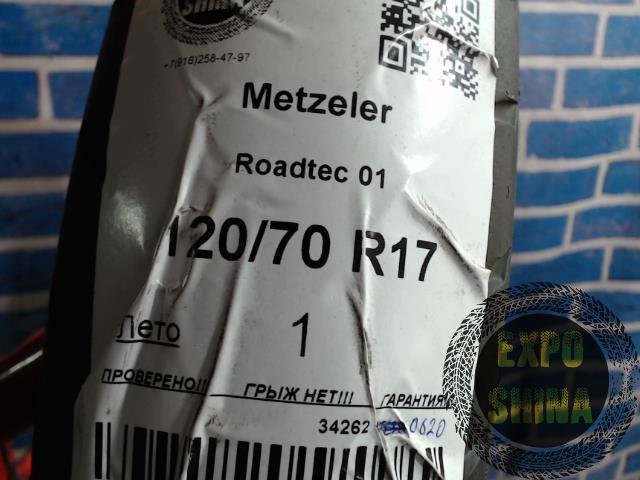 SHINA
+7(916)258-47-97
Metzeler
Roadtec 01
120/70 R17
Лето
1
ПРОВЕРЕНО!! ГРЫЖ НЕТ!!! ГАРАНТИЯ
34262 0620
EXPO
SHINA